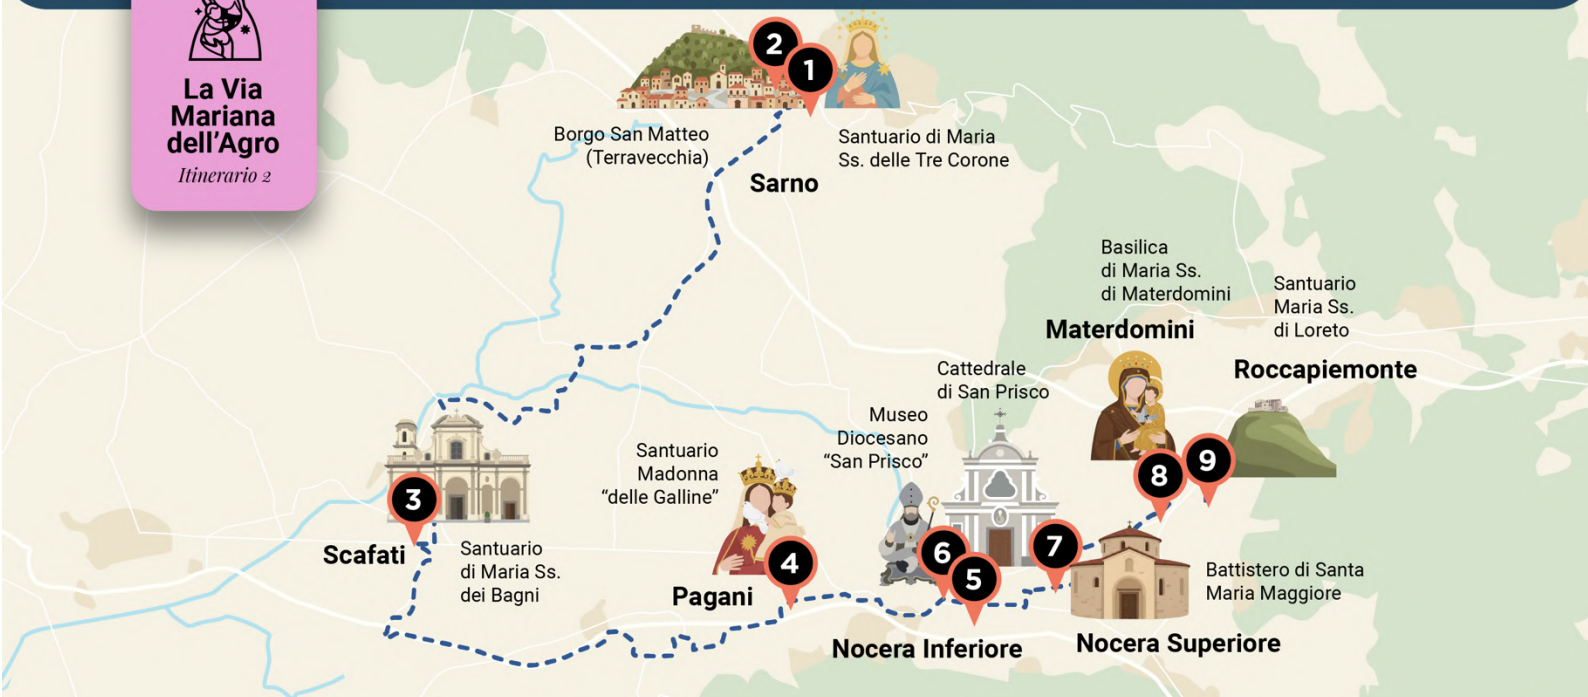 La Via
Mariana
dell'Agro
Itinerario 2
2
1
Borgo San Matteo
(Terravecchia)
Santuario di Maria
Ss. delle Tre Corone
Sarno
Basilica
di Maria Ss.
di Materdomini
Materdomini
Santuario
Maria Ss.
di Loreto
Roccapiemonte
Cattedrale
di San Prisco
Museo
Diocesano
“San Prisco”
Santuario
Madonna
“delle Galline”
3
Scafati
Santuario
di Maria Ss.
dei Bagni
4
Pagani
6
5
Nocera Inferiore
7
8
9
Battistero di Santa
Maria Maggiore
Nocera Superiore